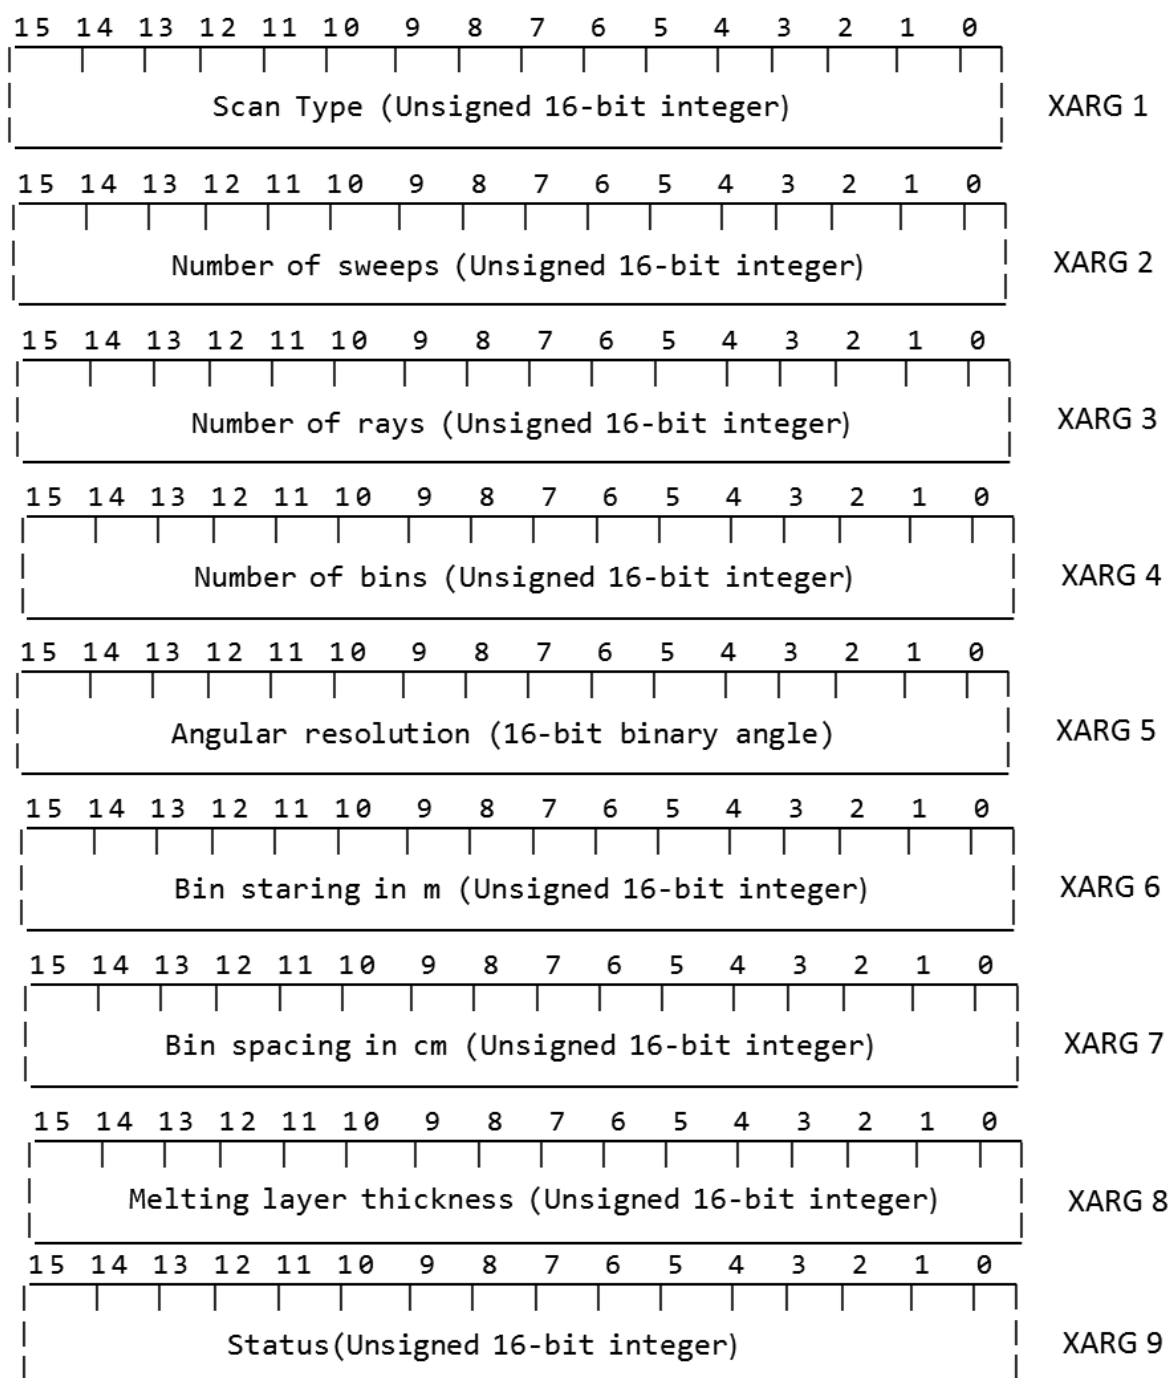 15 14 13 12 11 10 9 8 7 6 5 4 3 2 1 0
Scan Type (Unsigned 16-bit integer) XARG 1
15 14 13 12 11 10 9 8 7 6 5 4 3 2 1 0
Number of sweeps (Unsigned 16-bit integer) XARG 2
15 14 13 12 11 10 9 8 7 6 5 4 3 2 1 0
Number of rays (Unsigned 16-bit integer) XARG 3
15 14 13 12 11 10 9 8 7 6 5 4 3 2 1 0
Number of bins (Unsigned 16-bit integer) XARG 4
15 14 13 12 11 10 9 8 7 6 5 4 3 2 1 0
Angular resolution (16-bit binary angle) XARG 5
15 14 13 12 11 10 9 8 7 6 5 4 3 2 1 0
Bin staring in m (Unsigned 16-bit integer) XARG 6
15 14 13 12 11 10 9 8 7 6 5 4 3 2 1 0
Bin spacing in cm (Unsigned 16-bit integer) XARG 7
15 14 13 12 11 10 9 8 7 6 5 4 3 2 1 0
Melting layer thickness (Unsigned 16-bit integer) XARG 8
15 14 13 12 11 10 9 8 7 6 5 4 3 2 1 0
Status(Unsigned 16-bit integer) XARG 9